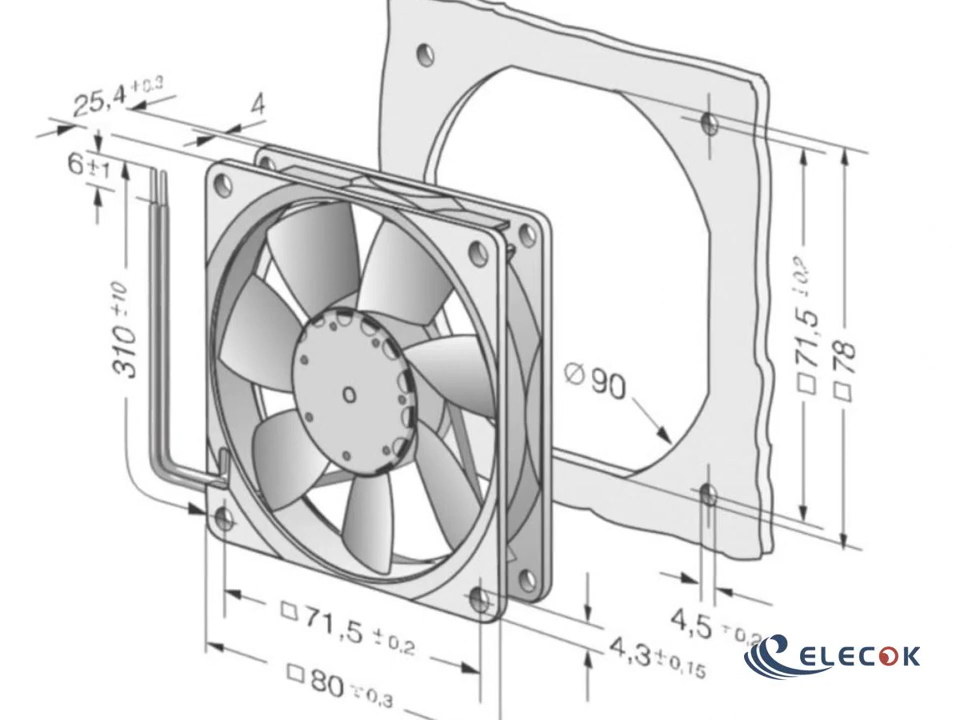 25,4 ±0.3
4
6±1
310 ±10
Ø 90
□ 71,5 ±0,2
□ 78
□ 71,5 ±0,2
□ 80 ±0,3
4,3 ±0,15
4,5 ±0,2
ELECOK